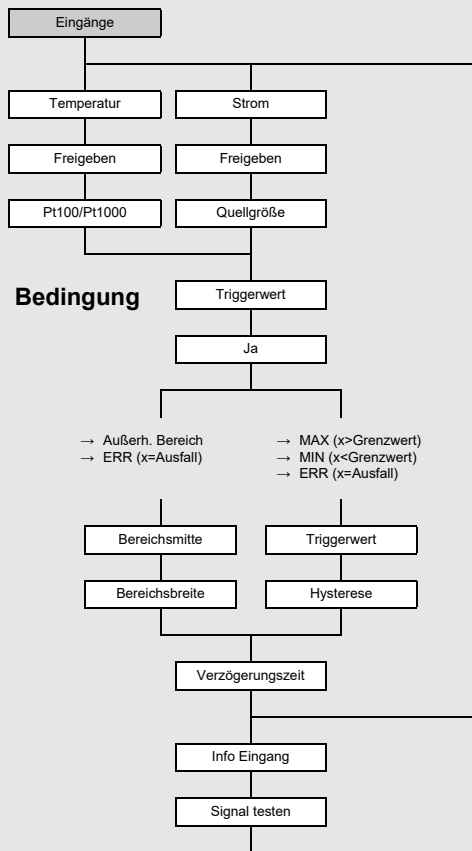 Eingänge
Temperatur
Strom
Freigeben
Freigeben
Pt100/Pt1000
Quellgröße
Bedingung
Triggerwert
Ja
→ Außerh. Bereich
→ ERR (x=Ausfall)
→ MAX (x>Grenzwert)
→ MIN (x<Grenzwert)
→ ERR (x=Ausfall)
Bereichsmitte
Triggerwert
Bereichsbreite
Hysterese
Verzögerungszeit
Info Eingang
Signal testen